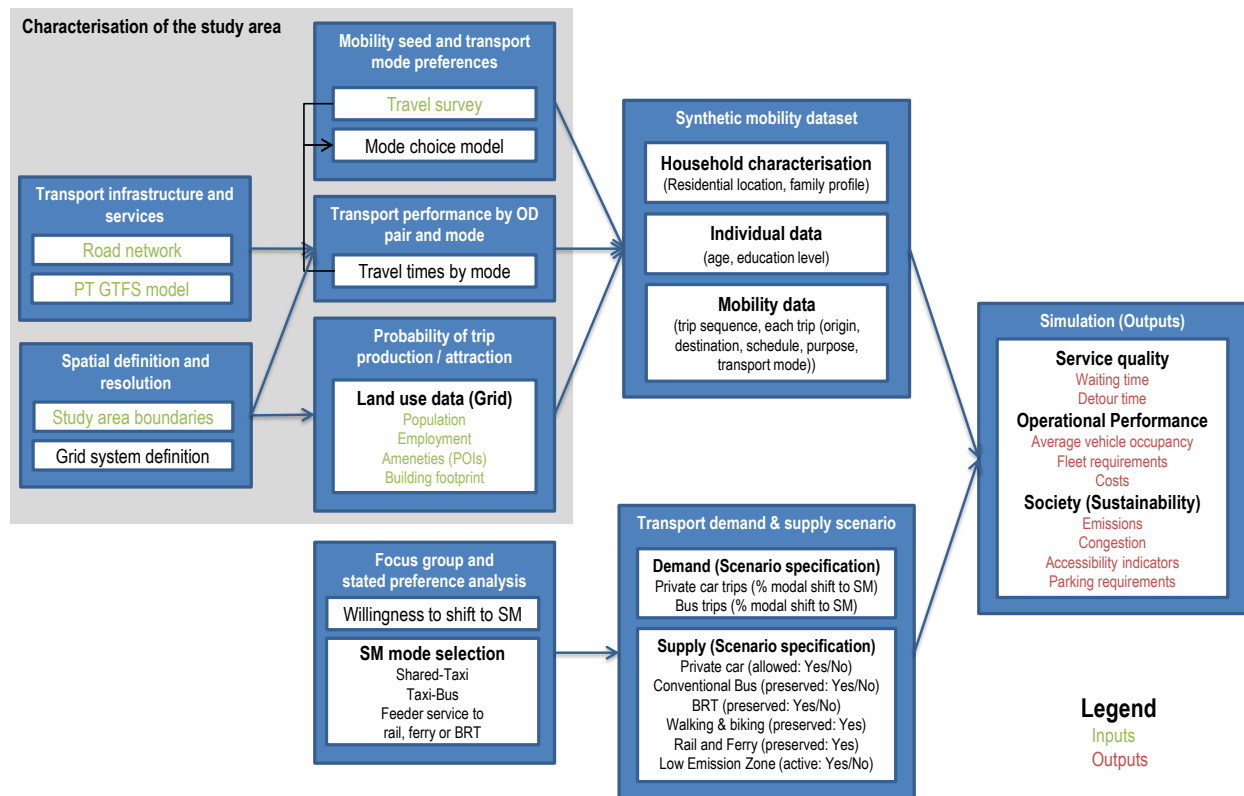 Characterisation of the study area
Mobility seed and transport
mode preferences
Travel survey
Mode choice model
Transport infrastructure and
services
Road network
PT GTFS model
Transport performance by OD
pair and mode
Travel times by mode
Spatial definition and
resolution
Study area boundaries
Grid system definition
Probability of trip
production / attraction
Land use data (Grid)
Population
Employment
Ameneties (POIs)
Building footprint
Synthetic mobility dataset
Household characterisation
(Residential location, family profile)
Individual data
(age, education level)
Mobility data
(trip sequence, each trip (origin,
destination, schedule, purpose,
transport mode))
Focus group and
stated preference analysis
Willingness to shift to SM
SM mode selection
Shared-Taxi
Taxi-Bus
Feeder service to
rail, ferry or BRT
Transport demand & supply scenario
Demand (Scenario specification)
Private car trips (% modal shift to SM)
Bus trips (% modal shift to SM)
Supply (Scenario specification)
Private car (allowed: Yes/No)
Conventional Bus (preserved: Yes/No)
BRT (preserved: Yes/No)
Walking & biking (preserved: Yes)
Rail and Ferry (preserved: Yes)
Low Emission Zone (active: Yes/No)
Simulation (Outputs)
Service quality
Waiting time
Detour time
Operational Performance
Average vehicle occupancy
Fleet requirements
Costs
Society (Sustainability)
Emissions
Congestion
Accessibility indicators
Parking requirements
Legend
Inputs
Outputs